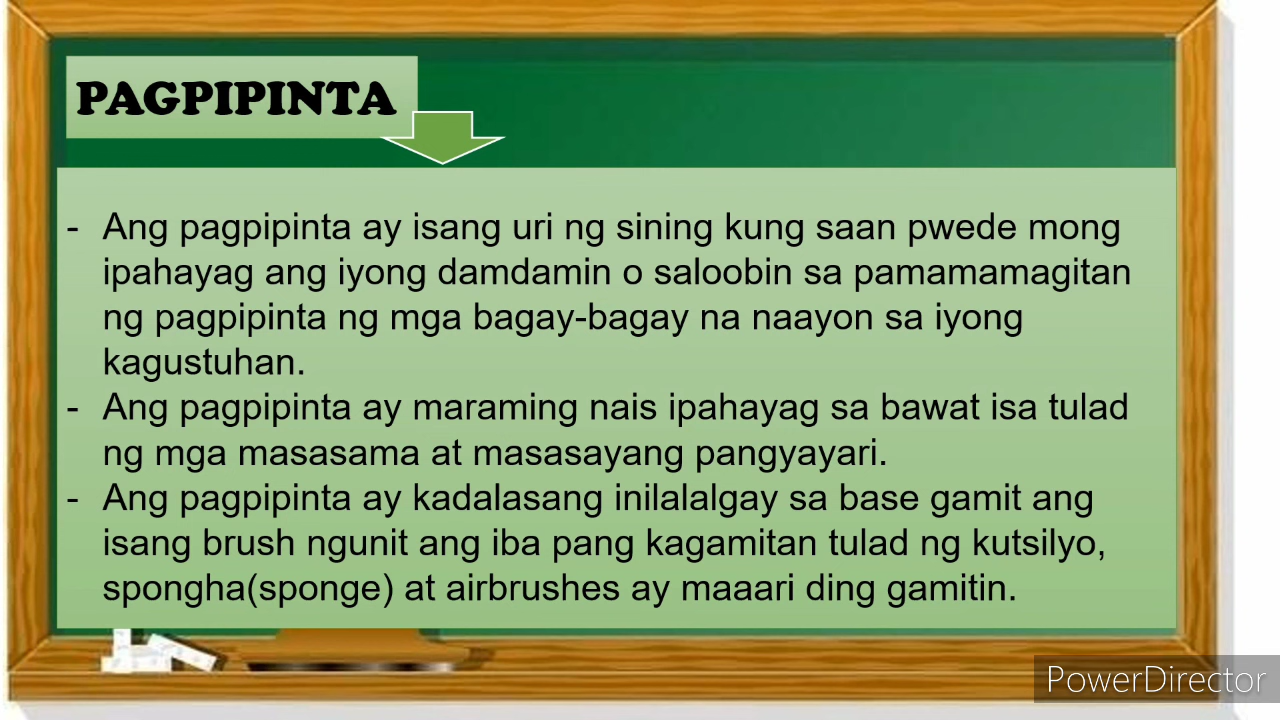 PAGPIPINTA
- Ang pagpipinta ay isang uri ng sining kung saan pwede mong
ipahayag ang iyong damdamin o saloobin sa pamamamagitan
ng pagpipinta ng mga bagay-bagay na naayon sa iyong
kagustuhan.
- Ang pagpipinta ay maraming nais ipahayag sa bawat isa tulad
ng mga masasama at masasayang pangyayari.
- Ang pagpipinta ay kadalasang inilalalgay sa base gamit ang
isang brush ngunit ang iba pang kagamitan tulad ng kutsilyo,
spongha(sponge) at airbrushes ay maaari ding gamitin.
PowerDirector